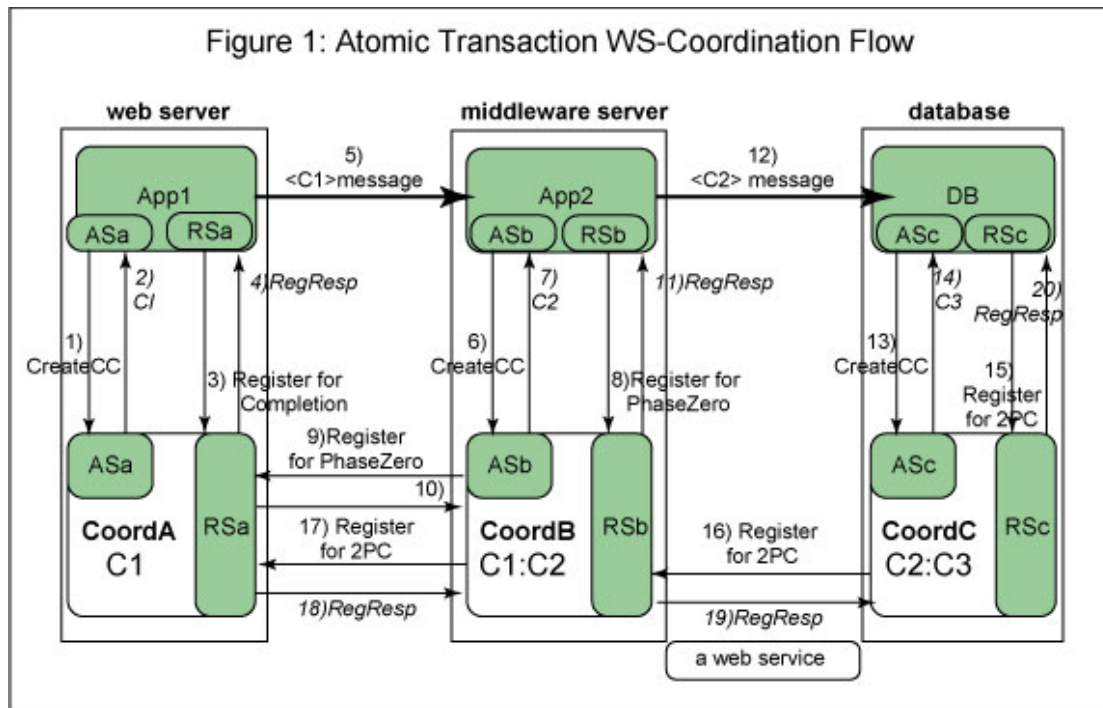 Figure 1: Atomic Transaction WS-Coordination Flow
web server
middleware server
database
5)
<C1>message
12)
<C2> message
App1
App2
DB
ASa
RSa
ASb
RSb
ASc
RSc
2)
CI
4)RegResp
7)
C2
11)RegResp
14)
C3
20)
RegResp
1)
CreateCC
6)
CreateCC
13)
CreateCC
3) Register for
Completion
8)Register for
PhaseZero
15)
Register
for 2PC
9)Register
for PhaseZero
10)
ASa
RSa
CoordA
C1
ASb
RSb
CoordB
C1:C2
ASc
RSc
CoordC
C2:C3
17) Register
for 2PC
16) Register
for 2PC
18)RegResp
19)RegResp
a web service